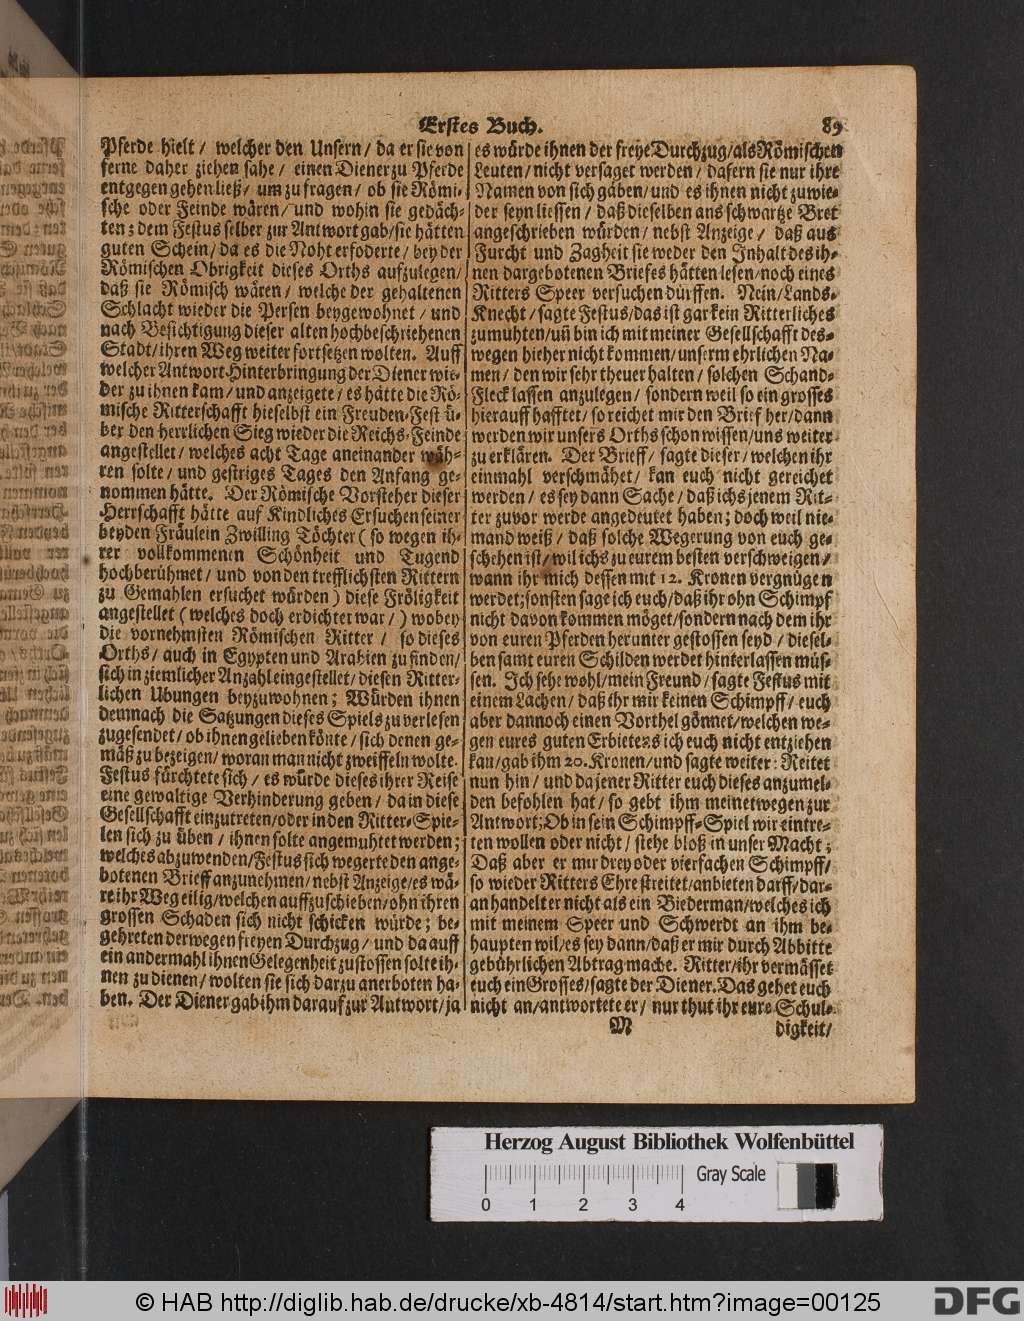 Erstes Buch. 89
Pferde hielt / welcher den Unsern / da er sie von
ferne daher ziehen sahe / einen Diener zu Pferde
entgegen gehen ließ / um zu fragen / ob sie Römi-
sche oder Feinde wären / und wohin sie gedäch-
ten; dem Festus selber zur Antwort gab / sie hätten
guten Schein / da es die Noht erfoderte / bey der
Römischen Obrigkeit dieses Orths aufzulegen /
daß sie Römisch wären / welche der gehaltenen
Schlacht wieder die Persen beygewohnet / und
nach Besichtigung dieser alten hochbeschriehenen
Stadt / ihren Weg weiter fortsetzen wolten. Auff
welcher Antwort-Hinterbringung der Diener wie-
der zu ihnen kam / und anzeigete / es hätte die Rö-
mische Ritterschafft hieselbst ein Freuden-Fest ü-
ber den herrlichen Sieg wieder die Reichs-Feinde
angestellet / welches acht Tage aneinander wäh-
ren solte / und gestriges Tages den Anfang ge-
nommen hätte. Der Römische Vorsteher dieser
Herrschafft hätte auf Kindliches Ersuchen seiner
beyden Fräulein Zwilling Töchter ( so wegen ih-
rer vollkommenen Schönheit und Tugend
hochberühmet / und von den trefflichsten Rittern
zu Gemahlen ersuchet würden ) diese Fröligkeit
angestellet ( welches doch erdichter war / ) wobey
die vornehmsten Römischen Ritter / so dieses
Orths / auch in Egypten und Arabien zu finden /
sich in ziemlicher Anzahl eingestellet / diesen Ritter-
lichen Ubungen beyzuwohnen; Würden ihnen
demnach die Satzungen dieses Spiels zu verlesen
zugesendet / ob ihnen gelieben könte / sich denen ge-
mäß zu bezeigen / woran man nicht zweiffeln wolte.
Festus fürchtete sich / es würde dieses ihrer Reise
eine gewaltige Verhinderung geben / da in diese
Gesellschafft einzutreten / oder in den Ritter-Spie-
len sich zu üben / ihnen solte angemuhtet werden;
welches abzuwenden / Festus sich wegerte den ange-
botenen Brieff anzunehmen / nebst Anzeige / es wä-
re ihr Weg eilig / welchen auffzuschieben / ohn ihren
grossen Schaden sich nicht schicken würde; be-
gehreten derwegen freyen Durchzug / und da auff
ein andermahl ihnen Gelegenheit zustossen solte ih-
nen zu dienen / wolten sie sich darzu anerboten ha-
ben. Der Diener gab ihm darauf zur Antwort / ja
es würde ihnen der freye Durchzug / als Römischen
Leuten / nicht versaget werden / dafern sie nur ihre
Namen von sich gäben / und es ihnen nicht zuwie-
der seyn liessen / daß dieselben ans schwartze Bret
angeschrieben würden / nebst Anzeige / daß aus
Furcht und Zagheit sie weder den Inhalt des ih-
nen dargebotenen Briefes hätten lesen / noch eines
Ritters Speer versuchen dürffen. Nein / Lands-
Knecht / sagte Festus / das ist gar kein Ritterliches
zumuhten / uñ bin ich mit meiner Gesellschafft des-
wegen hieher nicht kommen / unserm ehrlichen Na-
men / den wir sehr theuer halten / solchen Schand-
Fleck lassen anzulegen / sondern weil so ein grosses
hierauff hafftet / so reichet mir den Brief her / dann
werden wir unsers Orths schon wissen / uns weiter
zu erklären. Der Brieff / sagte dieser / welchen ihr
einmahl verschmähet / kan euch nicht gereichet
werden / es sey dann Sache / daß ichs jenem Rit-
ter zuvor werde angedeutet haben; doch weil nie-
mand weiß / daß solche Wegerung von euch ge-
schehen ist / wil ichs zu eurem besten verschweigen /
wann ihr mich dessen mit 12. Kronen vergnügen
werdet; sonsten sage ich euch / daß ihr ohn Schimpf
nicht davon kommen möget / sondern nach dem ihr
von euren Pferden herunter gestossen seyd / diesel-
ben samt euren Schilden werdet hinterlassen müs-
sen. Ich sehe wohl / mein Freund / sagte Festus mit
einem Lachen / daß ihr mir keinen Schimpff / euch
aber dannoch einen Vorthel gönnet / welchen we-
gen eures guten Erbietens ich euch nicht entziehen
kan / gab ihm 20. Kronen / und sagte weiter: Reitet
nun hin / und da jener Ritter euch dieses anzumel-
den befohlen hat / so gebt ihm meinetwegen zur
Antwort; Ob in sein Schimpff-Spiel wir eintre-
ten wollen oder nicht / stehe bloß in unser Macht;
Daß aber er mir drey oder vierfachen Schimpff /
so wieder Ritters Ehre streitet / anbieten darff / dar-
an handelt er nicht als ein Biederman / welches ich
mit meinem Speer und Schwerdt an ihm be-
haupten wil / es sey dann / daß er mir durch Abbitte
gebührlichen Abtrag mache. Ritter / ihr vermässet
euch ein Grosses / sagte der Diener. Das gehet euch
nicht an / antwortete er / nur thut ihr eure Schul-
M digkeit /
Herzog August Bibliothek Wolfenbüttel
Gray Scale
0 1 2 3 4
© HAB http://diglib.hab.de/drucke/xb-4814/start.htm?image=00125
DFG